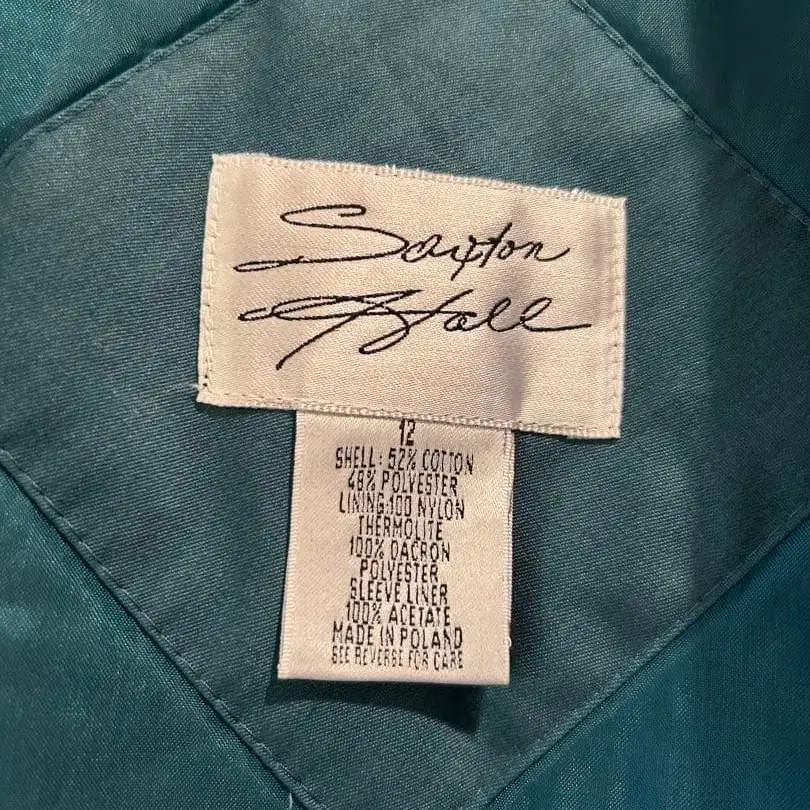 Saxton
Hall
12
SHELL: 52% COTTON
48% POLYESTER
LINING:100 NYLON
THERMOLITE
100% DACRON
POLYESTER
SLEEVE LINER
100% ACETATE
MADE IN POLAND
SEE REVERSE FOR CARE